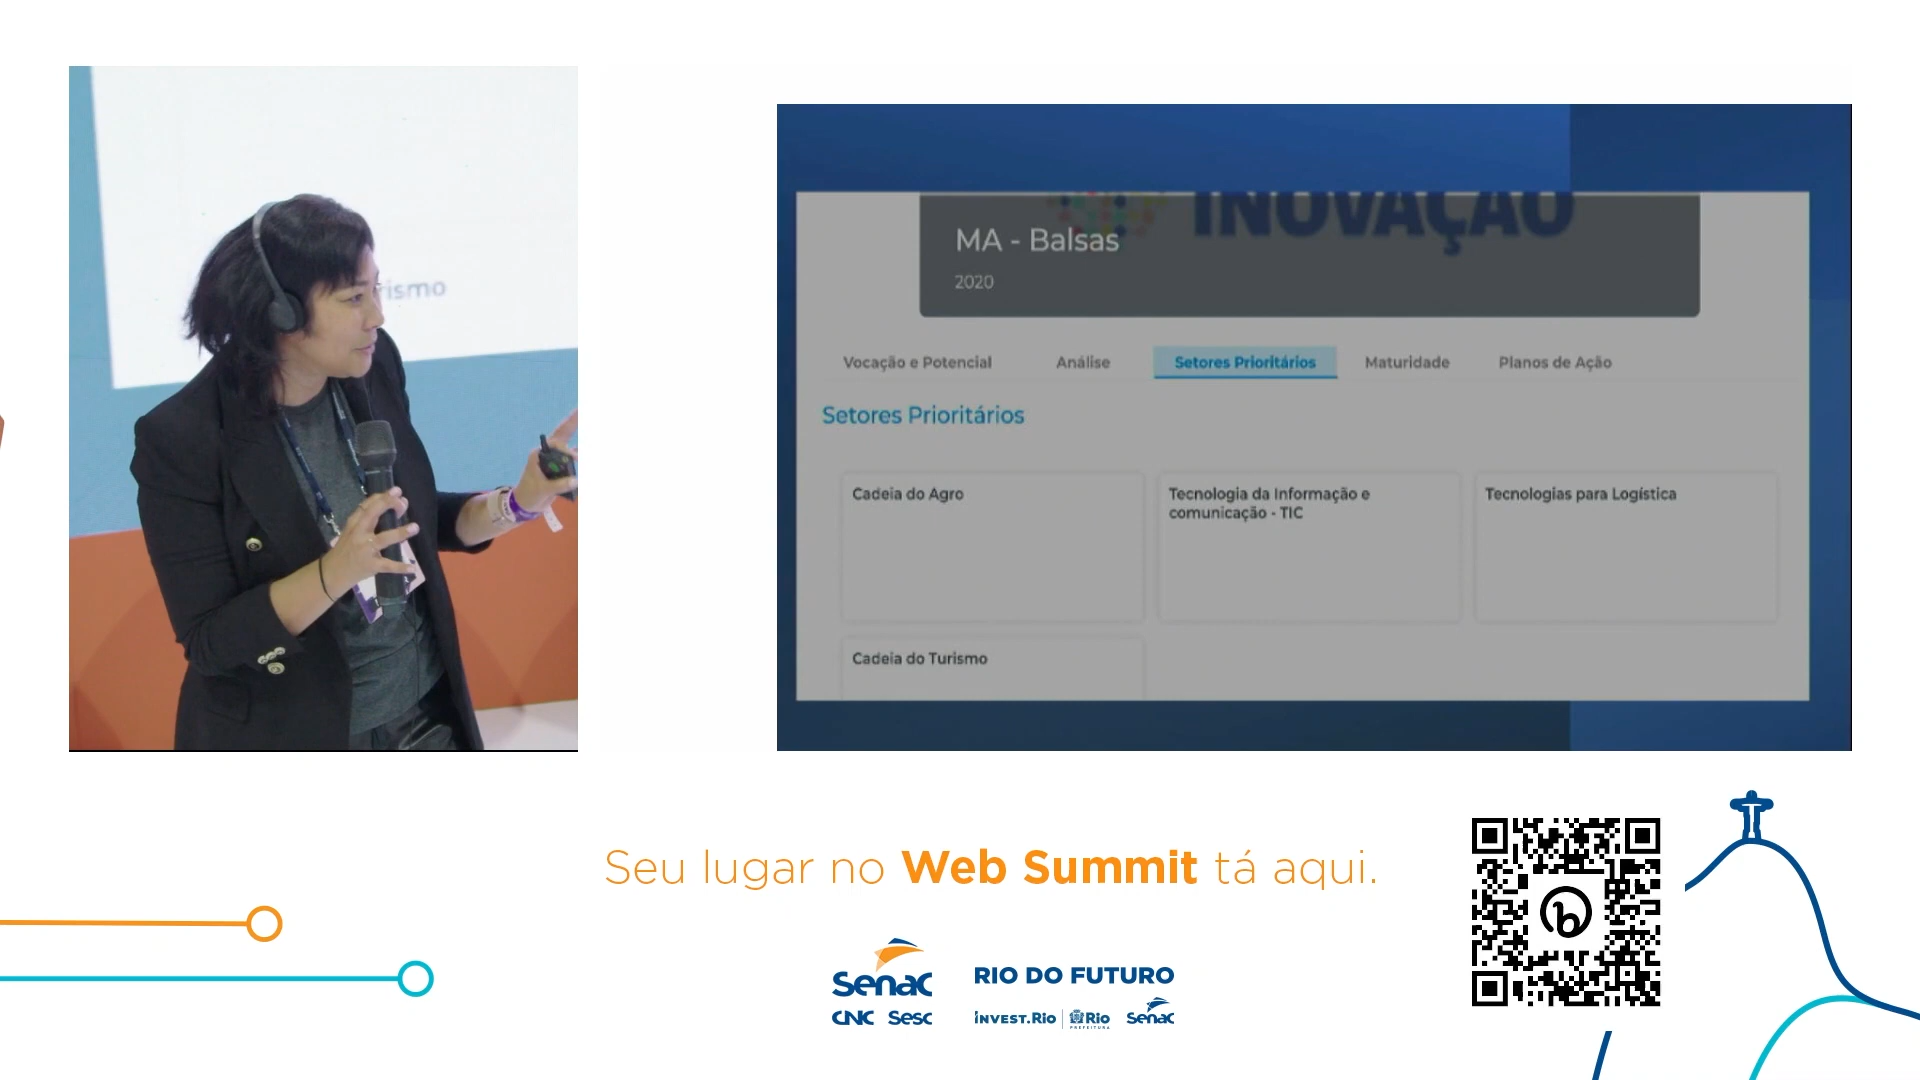 rismo
INOVAÇÃO
MA - Balsas
2020
Vocação e Potencial
Análise
Setores Prioritários
Maturidade
Planos de Ação
Setores Prioritários
Cadeia do Agro
Tecnologia da Informação e
comunicação - TIC
Tecnologias para Logística
Cadeia do Turismo
Seu lugar no Web Summit tá aqui.
Senac
CNC Sesc
RIO DO FUTURO
INVEST.Rio
Rio
PREFEITURA
Senac
b